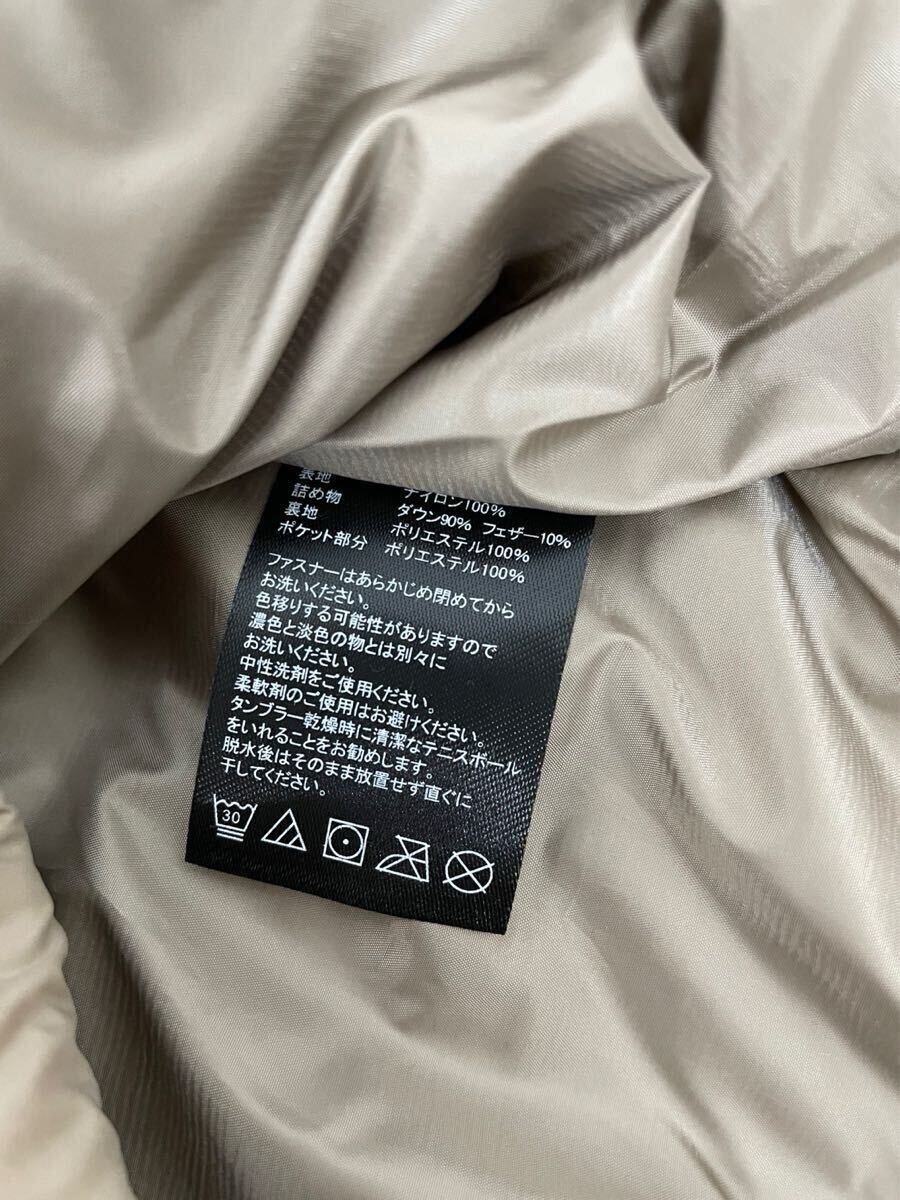 表地 ナイロン100%
詰め物 ダウン90% フェザー10%
裏地 ポリエステル100%
ポケット部分 ポリエステル100%
ファスナーはあらかじめ閉めてから
お洗いください。
色移りする可能性がありますので
濃色と淡色の物とは別々に
お洗いください。
中性洗剤をご使用ください。
柔軟剤のご使用はお避けください。
タンブラー乾燥時に清潔なテニスボール
をいれることをお勧めします。
脱水後はそのまま放置せず直ぐに
干してください。
30